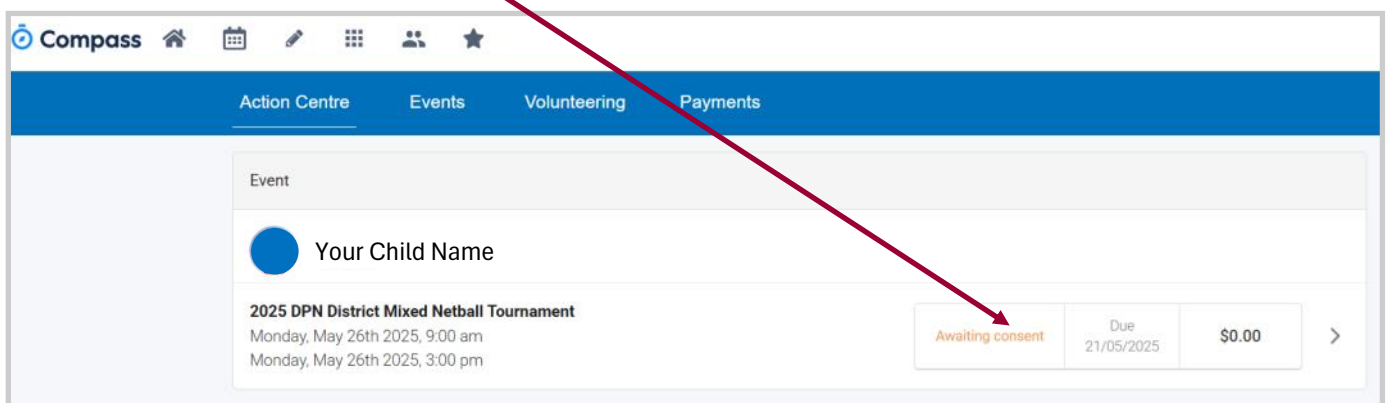 Compass
Action Centre Events Volunteering Payments
Event
Your Child Name
2025 DPN District Mixed Netball Tournament
Monday, May 26th 2025, 9:00 am
Monday, May 26th 2025, 3:00 pm
Awaiting consent
Due
21/05/2025
$0.00